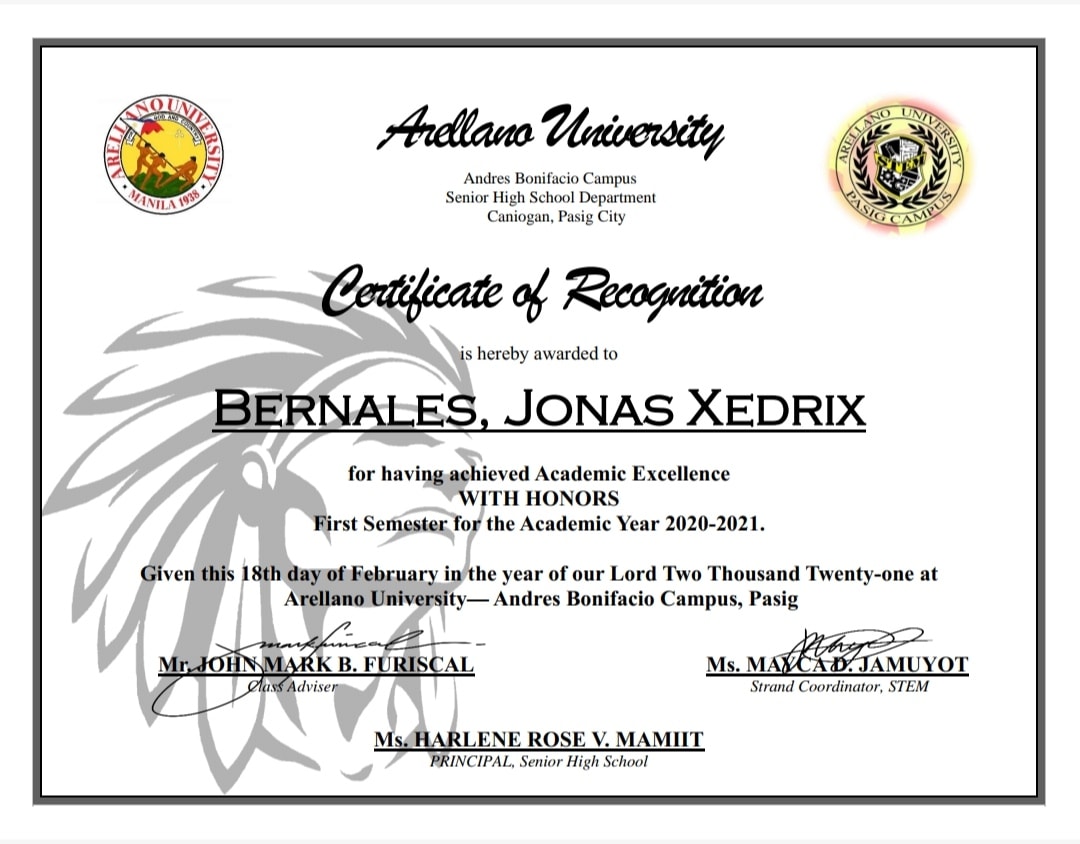 ARELLANO UNIVERSITY
GOD AND COUNTRY
MANILA 1938
Arellano University
Andres Bonifacio Campus
Senior High School Department
Caniogan, Pasig City
ARELLANO UNIVERSITY
PASIG CAMPUS
Certificate of Recognition
is hereby awarded to
BERNALES, JONAS XEDRIX
for having achieved Academic Excellence
WITH HONORS
First Semester for the Academic Year 2020-2021.
Given this 18th day of February in the year of our Lord Two Thousand Twenty-one at
Arellano University— Andres Bonifacio Campus, Pasig
Mr. JOHN MARK B. FURISCAL
Class Adviser
Ms. MAYCA D. JAMUYOT
Strand Coordinator, STEM
Ms. HARLENE ROSE V. MAMIIT
PRINCIPAL, Senior High School